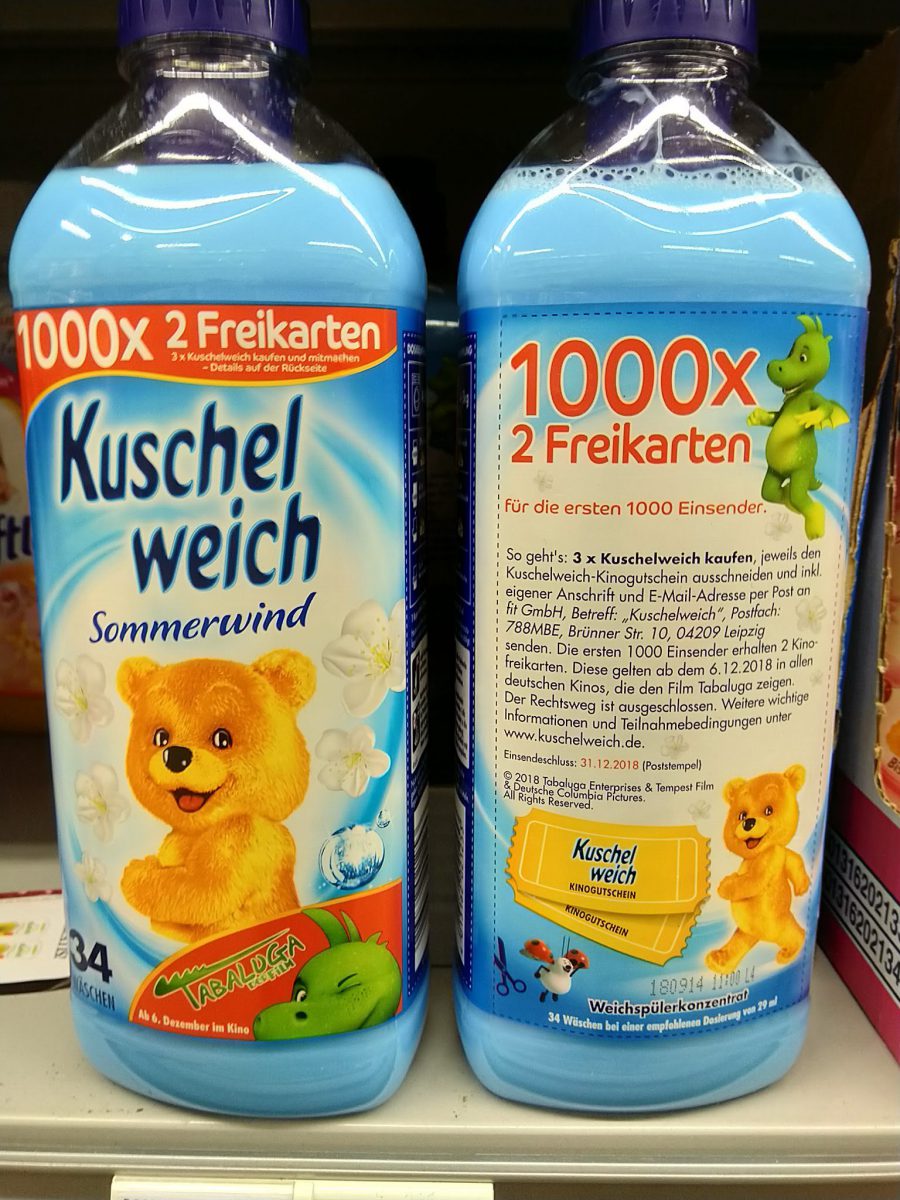 1000x 2 Freikarten
3 x Kuschelweich kaufen und mitmachen
– Details auf der Rückseite
Kuschel
weich
Sommerwind
34
WÄSCHEN
TABALUGA
DER FILM
Ab 6. Dezember im Kino
1000x
2 Freikarten
für die ersten 1000 Einsender.
So geht's: 3 x Kuschelweich kaufen, jeweils den
Kuschelweich-Kinogutschein ausschneiden und inkl.
eigener Anschrift und E-Mail-Adresse per Post an
fit GmbH, Betreff: „Kuschelweich“, Postfach:
788MBE, Brünner Str. 10, 04209 Leipzig
senden. Die ersten 1000 Einsender erhalten 2 Kino-
freikarten. Diese gelten ab dem 6.12.2018 in allen
deutschen Kinos, die den Film Tabaluga zeigen.
Der Rechtsweg ist ausgeschlossen. Weitere wichtige
Informationen und Teilnahmebedingungen unter
www.kuschelweich.de.
Einsendeschluss: 31.12.2018 (Poststempel)
© 2018 Tabaluga Enterprises & Tempest Film
& Deutsche Columbia Pictures.
All Rights Reserved.
Kuschel
weich
KINOGUTSCHEIN
KINOGUTSCHEIN
180914 11:00 L4
Weichspülerkonzentrat
34 Wäschen bei einer empfohlenen Dosierung von 29 ml